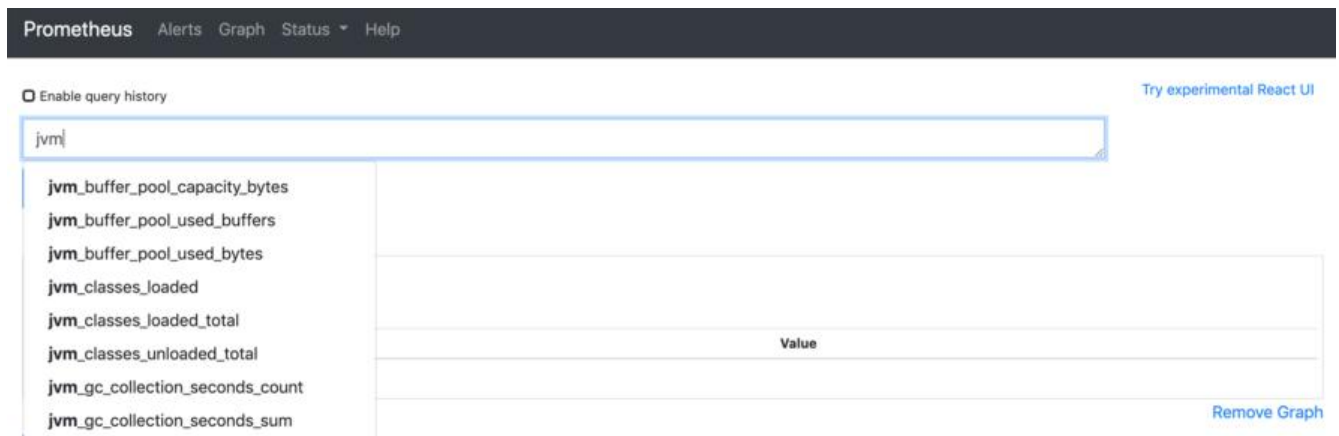 Prometheus Alerts Graph Status Help
Enable query history
Try experimental React UI
jvm
jvm_buffer_pool_capacity_bytes
jvm_buffer_pool_used_buffers
jvm_buffer_pool_used_bytes
jvm_classes_loaded
jvm_classes_loaded_total
Value
jvm_classes_unloaded_total
jvm_gc_collection_seconds_count
jvm_gc_collection_seconds_sum
Remove Graph